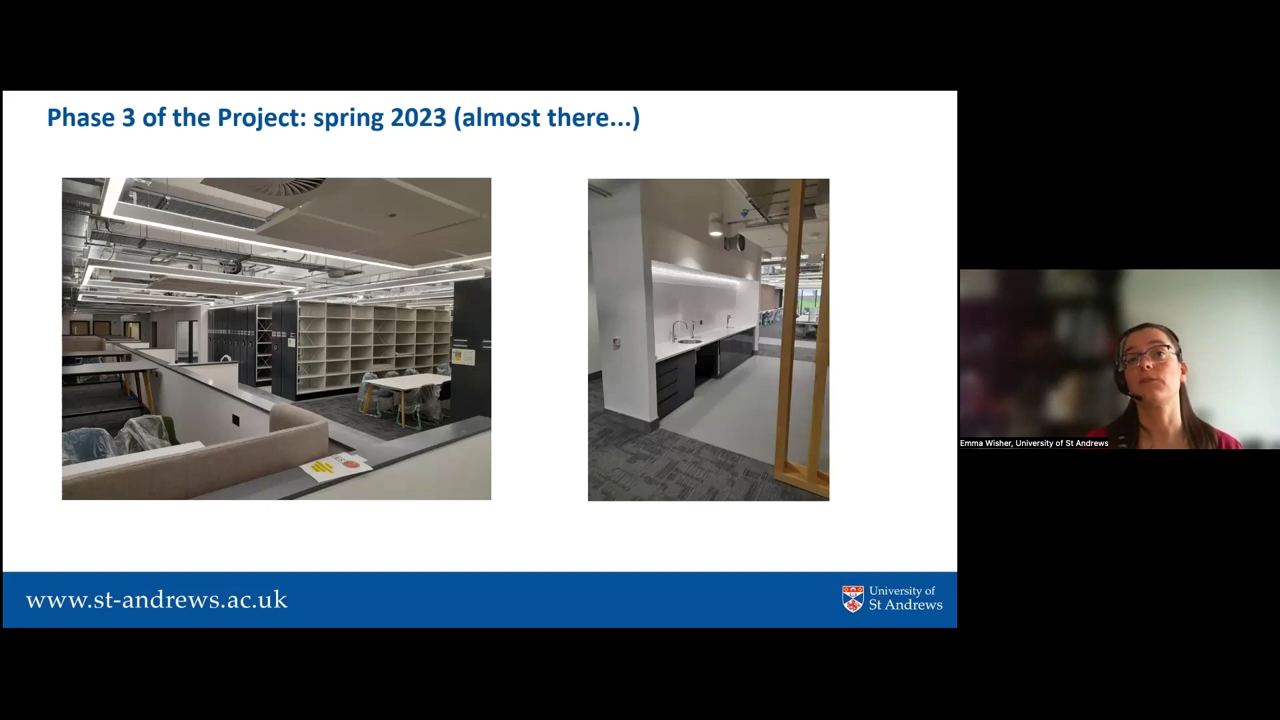 Phase 3 of the Project: spring 2023 (almost there...)
Emma Wisher, University of St Andrews
www.st-andrews.ac.uk
University of
St Andrews